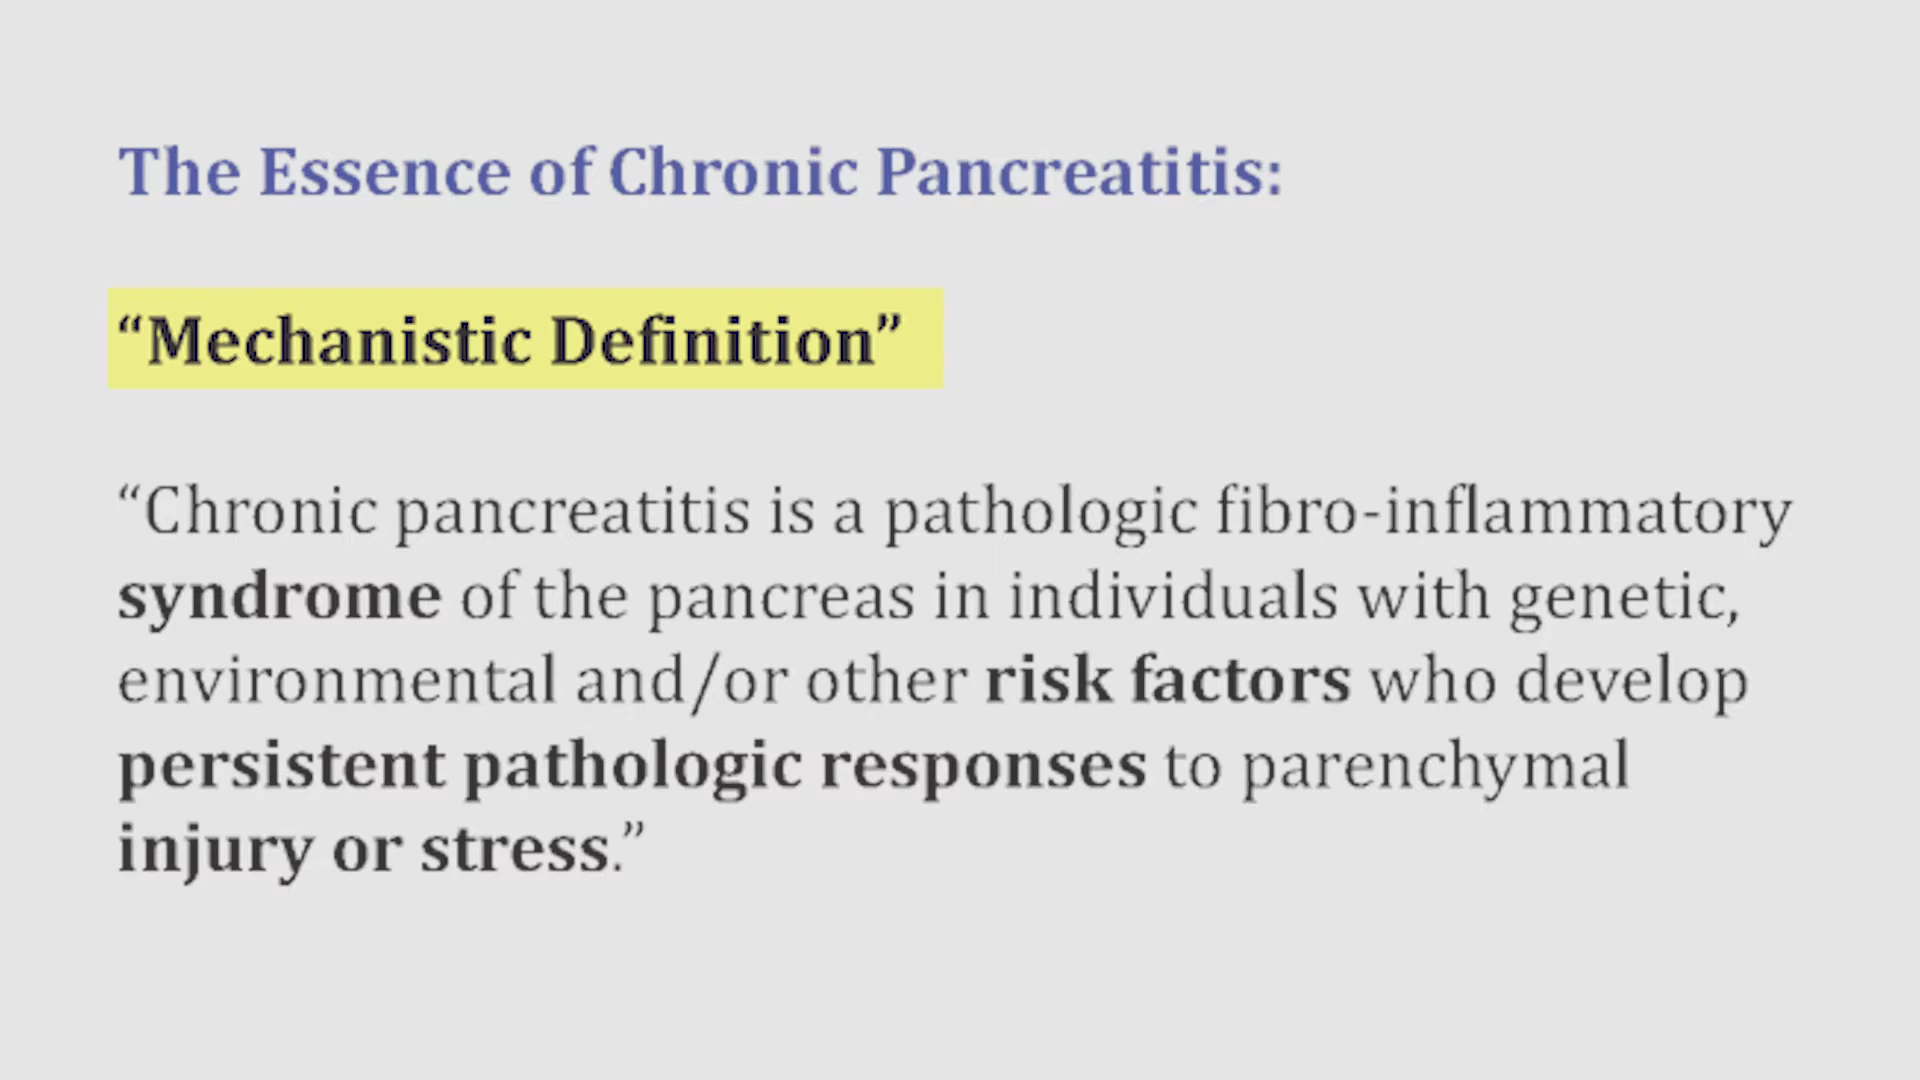 The Essence of Chronic Pancreatitis:
“Mechanistic Definition”
“Chronic pancreatitis is a pathologic fibro-inflammatory
syndrome of the pancreas in individuals with genetic,
environmental and/or other risk factors who develop
persistent pathologic responses to parenchymal
injury or stress.”